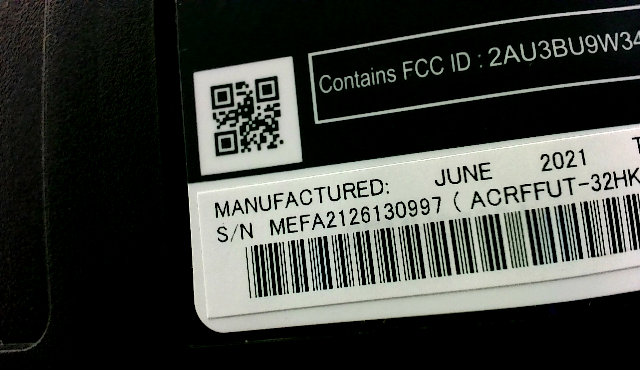 Contains FCC ID : 2AU3BU9W34
MANUFACTURED: JUNE 2021
S/N MEFA2126130997 ( ACRFFUT-32HK